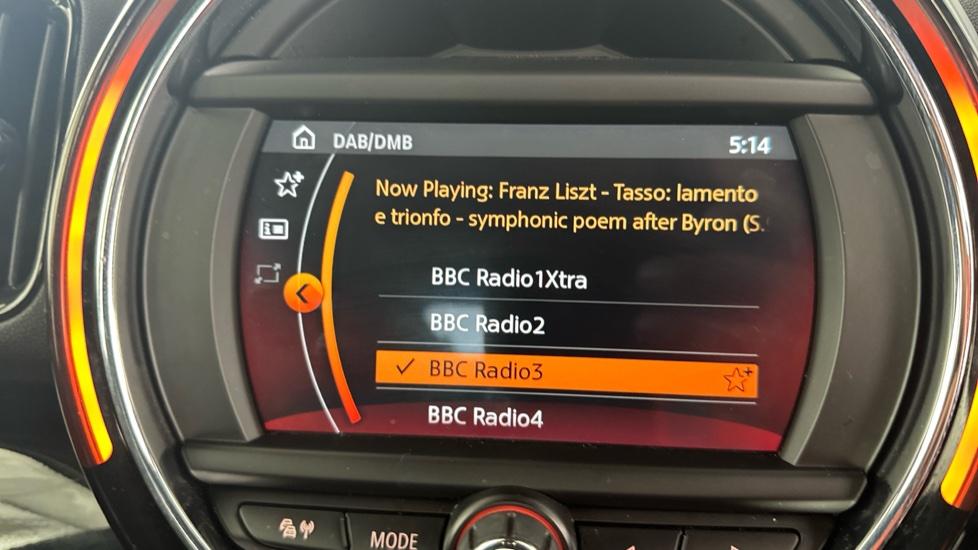 DAB/DMB 5:14
Now Playing: Franz Liszt - Tasso: lamento
e trionfo - symphonic poem after Byron (S.
BBC Radio1Xtra
BBC Radio2
BBC Radio3
BBC Radio4
MODE